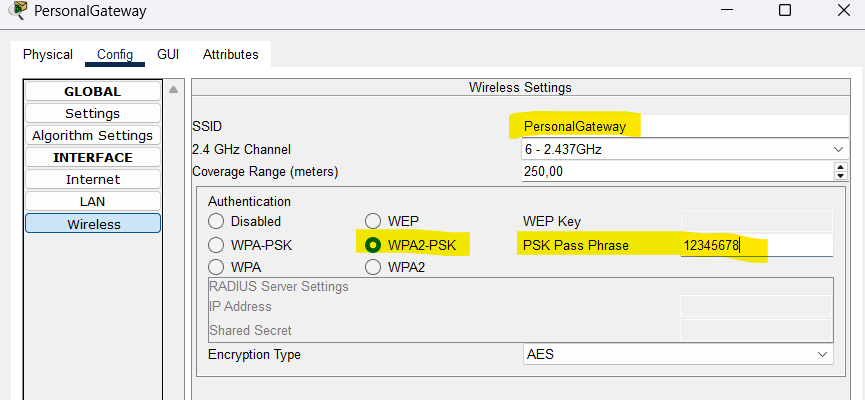 PersonalGateway
Physical Config GUI Attributes
GLOBAL
Settings
Algorithm Settings
INTERFACE
Internet
LAN
Wireless
Wireless Settings
SSID PersonalGateway
2.4 GHz Channel 6 - 2.437GHz
Coverage Range (meters) 250,00
Authentication
Disabled WEP WEP Key
WPA-PSK WPA2-PSK PSK Pass Phrase 12345678
WPA WPA2
RADIUS Server Settings
IP Address
Shared Secret
Encryption Type AES